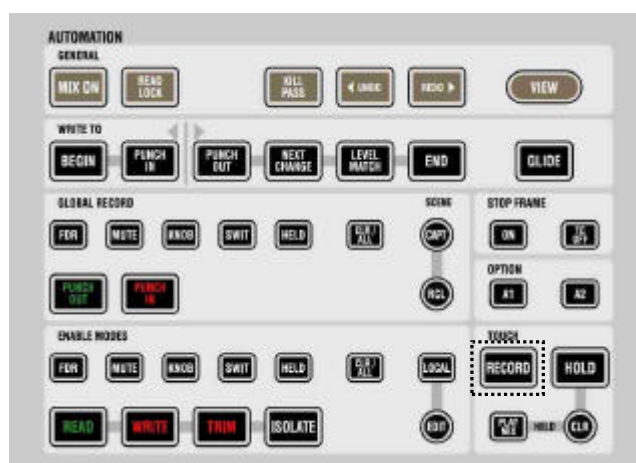 AUTOMATION
GENERAL
MIX ON
READ LOCK
KILL PASS
◀ UNDO
REDO ▶
VIEW
WRITE TO
BEGIN
PUNCH IN
PUNCH OUT
NEXT CHANGE
LEVEL MATCH
END
GLIDE
GLOBAL RECORD
SCENE
STOP FRAME
FDR
MUTE
KNOB
SWIT
HELD
CLR/ ALL
CAPT
ON
T.C. OFF
PUNCH OUT
PUNCH IN
RCL
OPTION
A1
A2
ENABLE MODES
TOUCH
FDR
MUTE
KNOB
SWIT
HELD
CLR/ ALL
LOCAL
RECORD
HOLD
READ
WRITE
TRIM
ISOLATE
EDIT
HELD
CLR